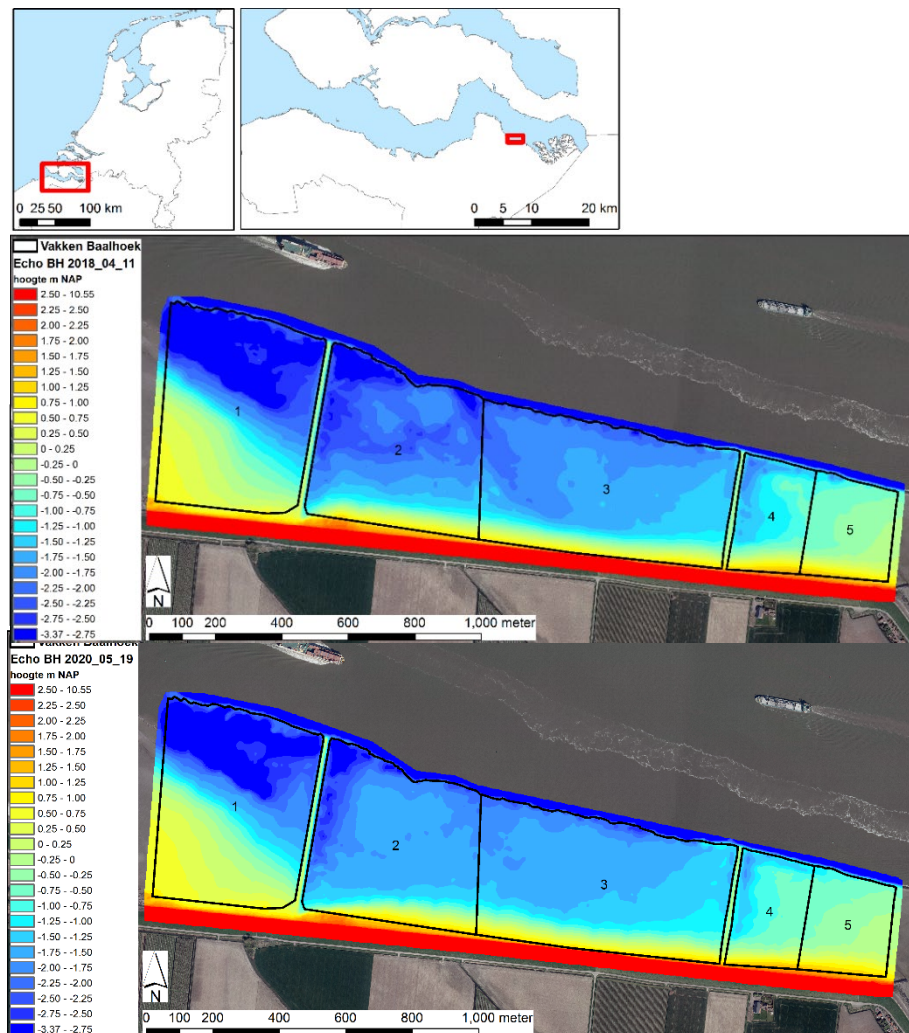 0 25 50 100 km
0 10 20 km
Vakken Baalhoek
Echo BH 2018_04_11
hoogte m NAP
2.50 - 10.55
2.25 - 2.50
2.00 - 2.25
1.75 - 2.00
1.50 - 1.75
1.25 - 1.50
1.00 - 1.25
0.75 - 1.00
0.50 - 0.75
0.25 - 0.50
0 - 0.25
-0.25 - 0
-0.50 - -0.25
-0.75 - -0.50
-1.00 - -0.75
-1.25 - -1.00
-1.50 - -1.25
-1.75 - -1.50
-2.00 - -1.75
-2.25 - -2.00
-2.50 - -2.25
-2.75 - -2.50
-3.37 - -2.75
1
2
3
4
5
N
0 200 400 600 800 1,000 meter
Vakken Baalhoek
Echo BH 2020_05_19
hoogte m NAP
2.50 - 10.55
2.25 - 2.50
2.00 - 2.25
1.75 - 2.00
1.50 - 1.75
1.25 - 1.50
1.00 - 1.25
0.75 - 1.00
0.50 - 0.75
0.25 - 0.50
0 - 0.25
-0.25 - 0
-0.50 - -0.25
-0.75 - -0.50
-1.00 - -0.75
-1.25 - -1.00
-1.50 - -1.25
-1.75 - -1.50
-2.00 - -1.75
-2.25 - -2.00
-2.50 - -2.25
-2.75 - -2.50
-3.37 - -2.75
1
2
3
4
5
N
0 200 400 600 800 1,000 meter